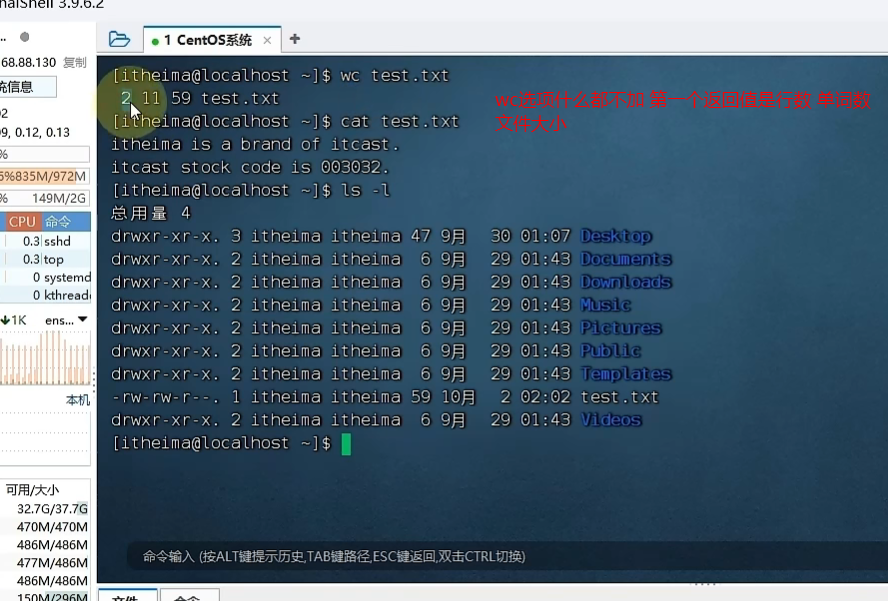 nalShell 3.9.6.2
1 CentOS系统
68.88.130 复制
统信息
9, 0.12, 0.13
6%835M/972M
149M/2G
CPU 命令
0.3 sshd
0.3 top
0 systemd
0 kthread
1K ens...
本机
可用/大小
32.7G/37.7G
470M/470M
486M/486M
477M/486M
486M/486M
150M/296M
[itheima@localhost ~]$ wc test.txt
2 11 59 test.txt
[itheima@localhost ~]$ cat test.txt
itheima is a brand of itcast.
itcast stock code is 003032.
[itheima@localhost ~]$ ls -l
总用量 4
drwxr-xr-x. 3 itheima itheima 47 9月 30 01:07 Desktop
drwxr-xr-x. 2 itheima itheima 6 9月 29 01:43 Documents
drwxr-xr-x. 2 itheima itheima 6 9月 29 01:43 Downloads
drwxr-xr-x. 2 itheima itheima 6 9月 29 01:43 Music
drwxr-xr-x. 2 itheima itheima 6 9月 29 01:43 Pictures
drwxr-xr-x. 2 itheima itheima 6 9月 29 01:43 Public
drwxr-xr-x. 2 itheima itheima 6 9月 29 01:43 Templates
-rw-rw-r--. 1 itheima itheima 59 10月 2 02:02 test.txt
drwxr-xr-x. 2 itheima itheima 6 9月 29 01:43 Videos
[itheima@localhost ~]$
wc选项什么都不加 第一个返回值是行数 单词数
文件大小
命令输入 (按ALT键提示历史,TAB键路径,ESC键返回,双击CTRL切换)
文件 命令